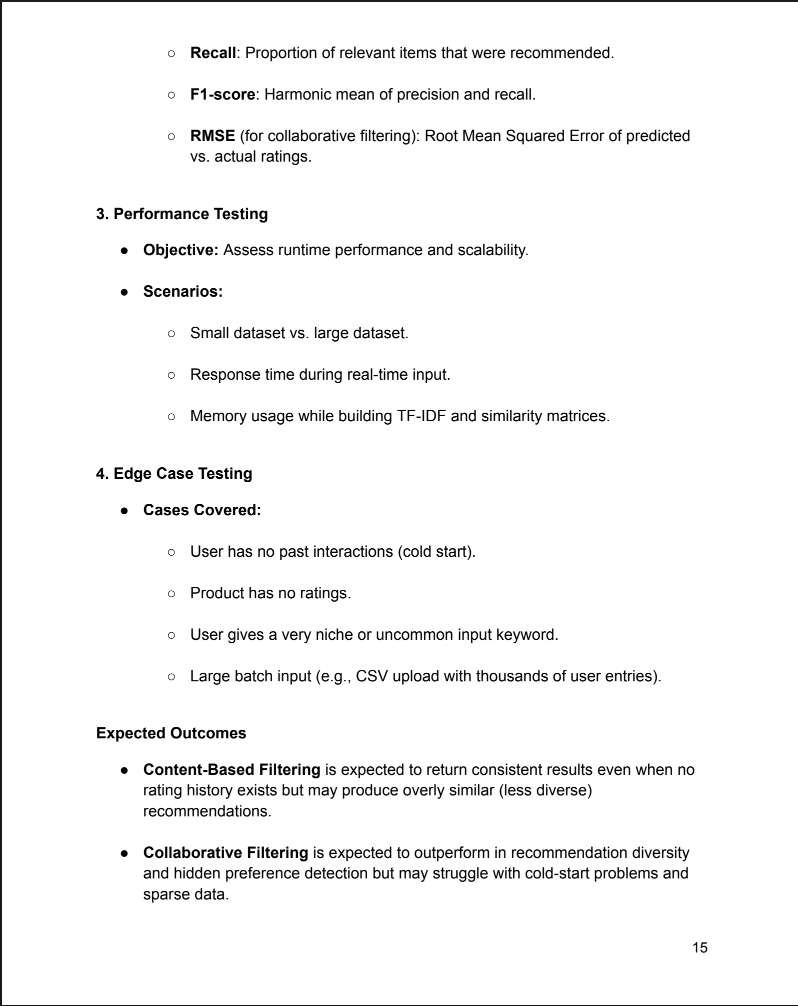 ○ Recall: Proportion of relevant items that were recommended.
○ F1-score: Harmonic mean of precision and recall.
○ RMSE (for collaborative filtering): Root Mean Squared Error of predicted
vs. actual ratings.
3. Performance Testing
● Objective: Assess runtime performance and scalability.
● Scenarios:
○ Small dataset vs. large dataset.
○ Response time during real-time input.
○ Memory usage while building TF-IDF and similarity matrices.
4. Edge Case Testing
● Cases Covered:
○ User has no past interactions (cold start).
○ Product has no ratings.
○ User gives a very niche or uncommon input keyword.
○ Large batch input (e.g., CSV upload with thousands of user entries).
Expected Outcomes
● Content-Based Filtering is expected to return consistent results even when no
rating history exists but may produce overly similar (less diverse)
recommendations.
● Collaborative Filtering is expected to outperform in recommendation diversity
and hidden preference detection but may struggle with cold-start problems and
sparse data.
15